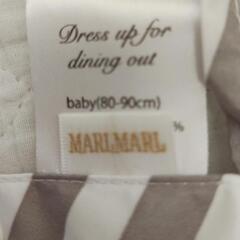 Dress up for
dining out
baby(80-90cm)
MARLMARL